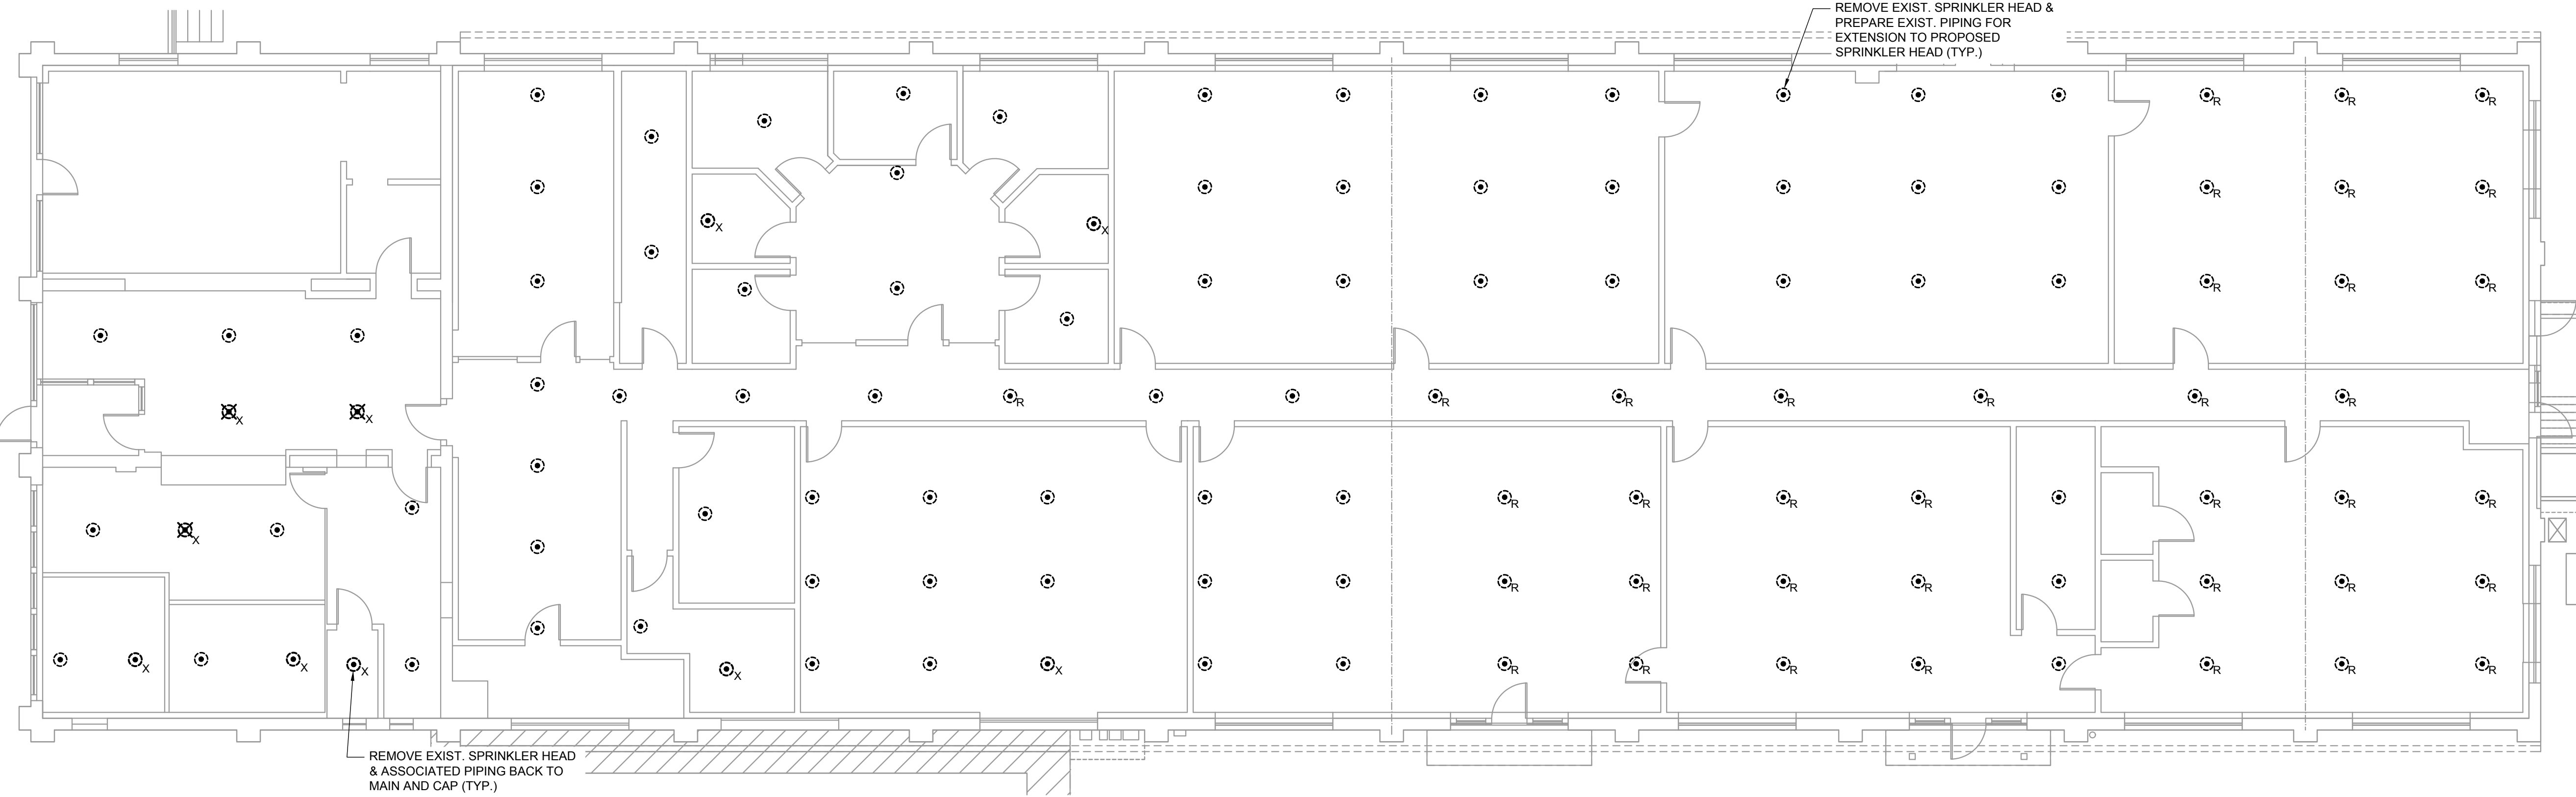 REMOVE EXIST. SPRINKLER HEAD &
PREPARE EXIST. PIPING FOR
EXTENSION TO PROPOSED
SPRINKLER HEAD (TYP.)
R R R
R R R
X X
R R R
R R R R R R R
X X
R R R R R R R
X
R R R R R R R
X X X X X R R R R R R R R
REMOVE EXIST. SPRINKLER HEAD
& ASSOCIATED PIPING BACK TO
MAIN AND CAP (TYP.)